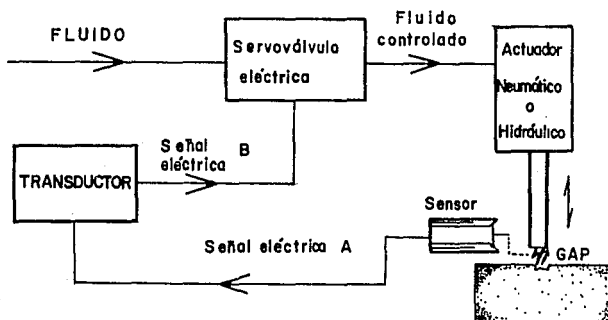 FLUIDO
Servoválvula
eléctrica
Fluido
controlado
Actuador
Neumático
o
Hidráulico
Señal
eléctrica B
TRANSDUCTOR
Sensor
Señal eléctrica A
GAP